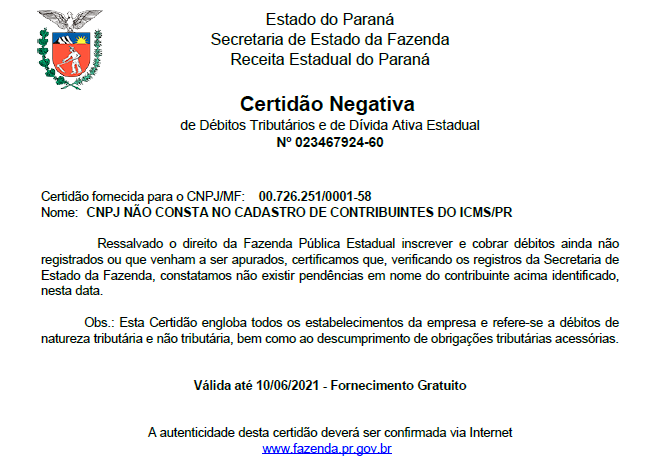 Estado do Paraná
Secretaria de Estado da Fazenda
Receita Estadual do Paraná
Certidão Negativa
de Débitos Tributários e de Dívida Ativa Estadual
Nº 023467924-60
Certidão fornecida para o CNPJ/MF: 00.726.251/0001-58
Nome: CNPJ NÃO CONSTA NO CADASTRO DE CONTRIBUINTES DO ICMS/PR
Ressalvado o direito da Fazenda Pública Estadual inscrever e cobrar débitos ainda não
registrados ou que venham a ser apurados, certificamos que, verificando os registros da Secretaria de
Estado da Fazenda, constatamos não existir pendências em nome do contribuinte acima identificado,
nesta data.
Obs.: Esta Certidão engloba todos os estabelecimentos da empresa e refere-se a débitos de
natureza tributária e não tributária, bem como ao descumprimento de obrigações tributárias acessórias.
Válida até 10/06/2021 - Fornecimento Gratuito
A autenticidade desta certidão deverá ser confirmada via Internet
www.fazenda.pr.gov.br